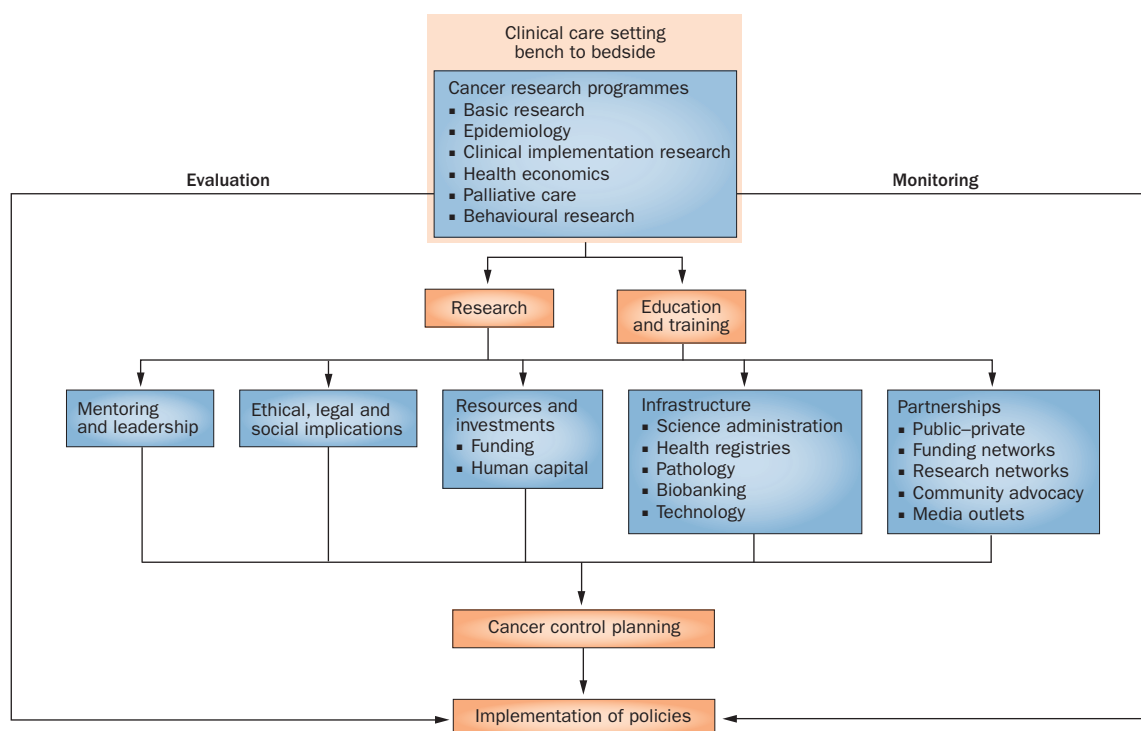 Clinical care setting
bench to bedside
Cancer research programmes
▪ Basic research
▪ Epidemiology
▪ Clinical implementation research
▪ Health economics
▪ Palliative care
▪ Behavioural research
Evaluation
Monitoring
Research
Education
and training
Mentoring
and leadership
Ethical, legal and
social implications
Resources and
investments
▪ Funding
▪ Human capital
Infrastructure
▪ Science administration
▪ Health registries
▪ Pathology
▪ Biobanking
▪ Technology
Partnerships
▪ Public–private
▪ Funding networks
▪ Research networks
▪ Community advocacy
▪ Media outlets
Cancer control planning
Implementation of policies